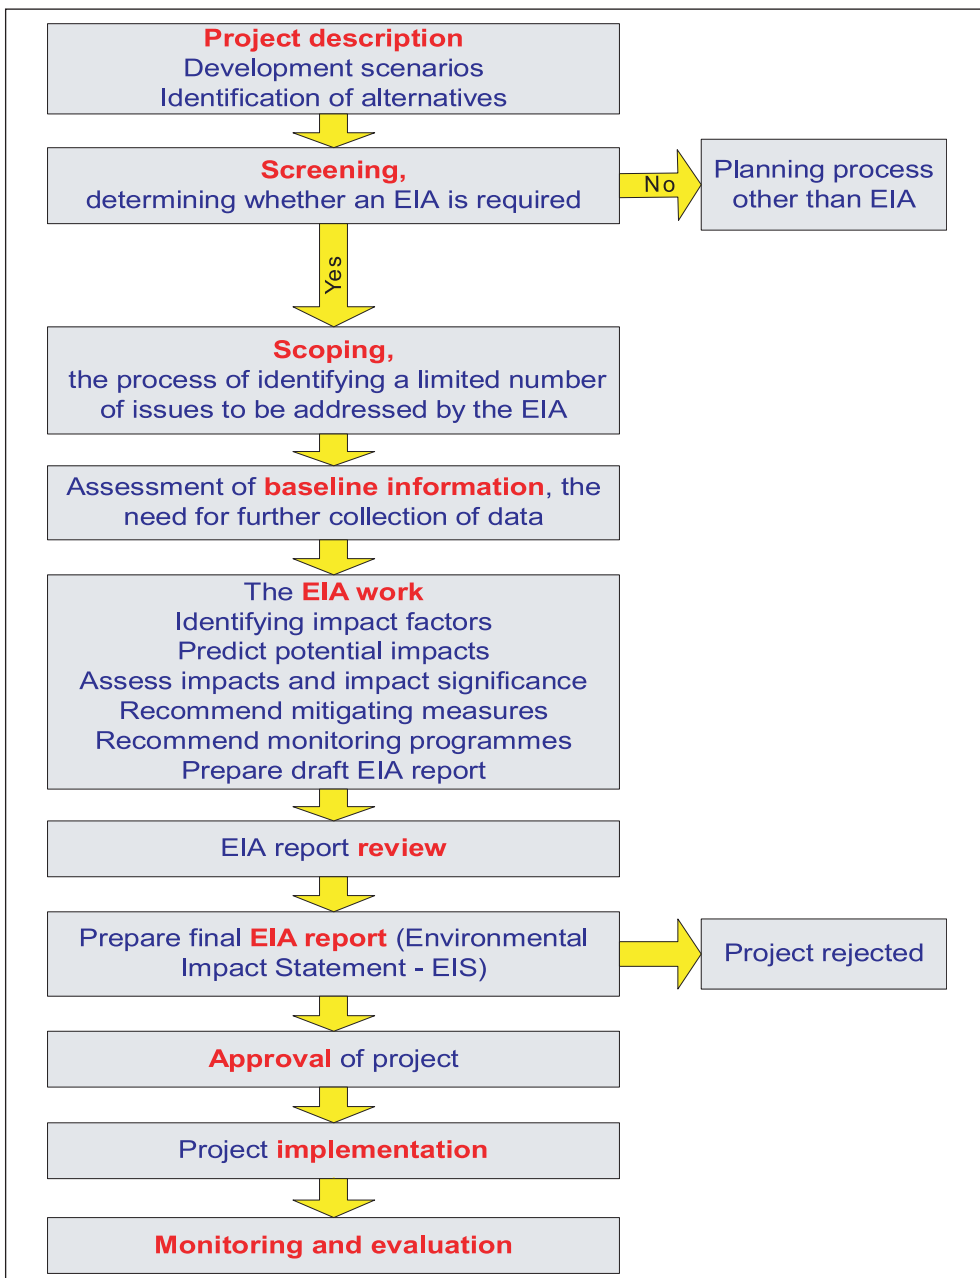 Project description
Development scenarios
Identification of alternatives
Screening,
determining whether an EIA is required
No
Planning process
other than EIA
Yes
Scoping,
the process of identifying a limited number
of issues to be addressed by the EIA
Assessment of baseline information, the
need for further collection of data
The EIA work
Identifying impact factors
Predict potential impacts
Assess impacts and impact significance
Recommend mitigating measures
Recommend monitoring programmes
Prepare draft EIA report
EIA report review
Prepare final EIA report (Environmental
Impact Statement - EIS)
Project rejected
Approval of project
Project implementation
Monitoring and evaluation